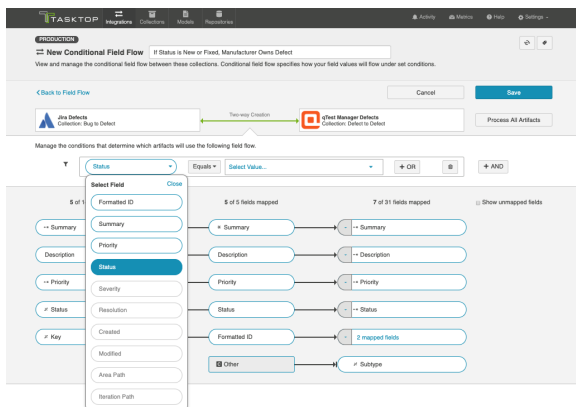 TASKTOP
Integrations
Collections
Models
Repositories
Activity
Metrics
Help
Settings
PRODUCTION
New Conditional Field Flow
If Status is New or Fixed, Manufacturer Owns Defect
View and manage the conditional field flow between these collections. Conditional field flow specifies how your field values will flow under set conditions.
Back to Field Flow
Cancel
Save
Jira Defects
Collection: Bug to Defect
Two-way Creation
qTest Manager Defects
Collection: Defect to Defect
Process All Artifacts
Manage the conditions that determine which artifacts will use the following field flow.
Status
Equals
Select Value...
+ OR
+ AND
Select Field
Close
Formatted ID
Summary
Priority
Status
Severity
Resolution
Created
Modified
Area Path
Iteration Path
5 of 1
5 of 5 fields mapped
7 of 31 fields mapped
Show unmapped fields
Summary
Summary
Summary
Description
Description
Description
Priority
Priority
Priority
Status
Status
Status
Key
Formatted ID
2 mapped fields
Other
Subtype